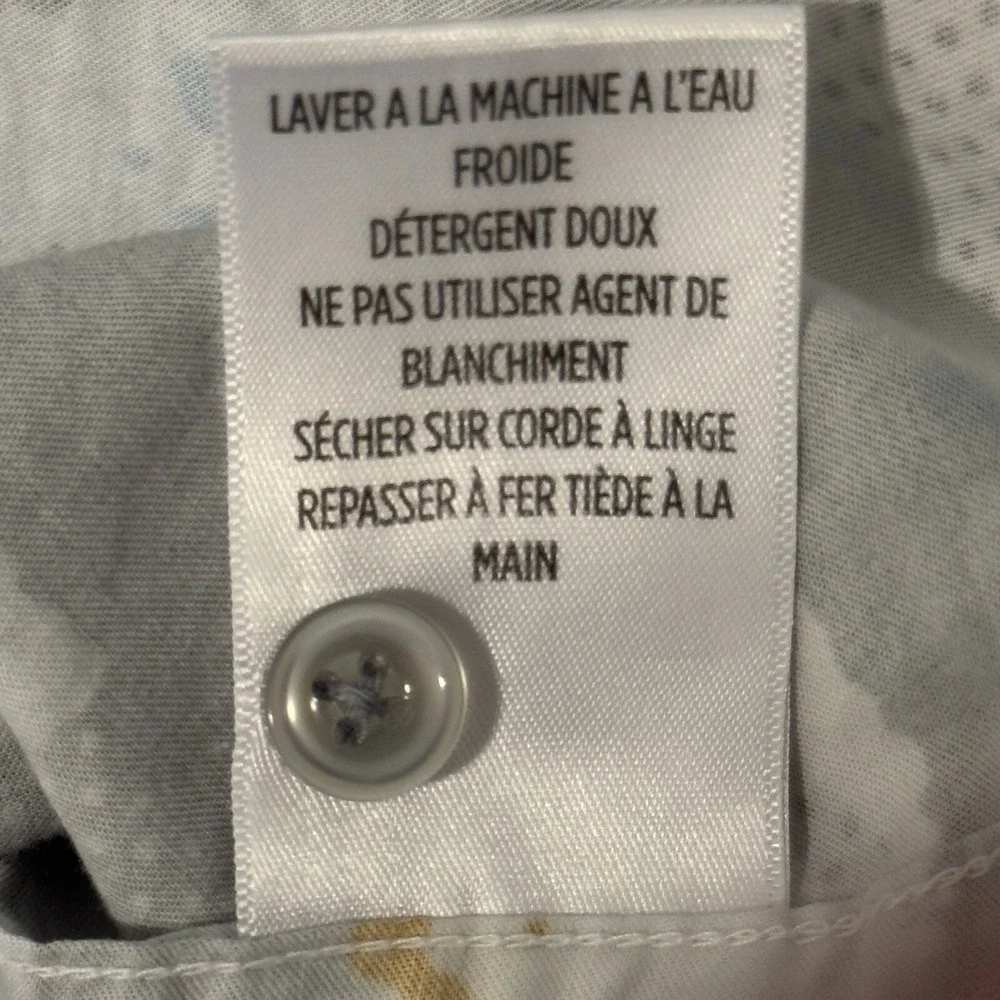 LAVER A LA MACHINE A L'EAU
FROIDE
DÉTERGENT DOUX
NE PAS UTILISER AGENT DE
BLANCHIMENT
SÉCHER SUR CORDE À LINGE
REPASSER À FER TIÈDE À LA
MAIN